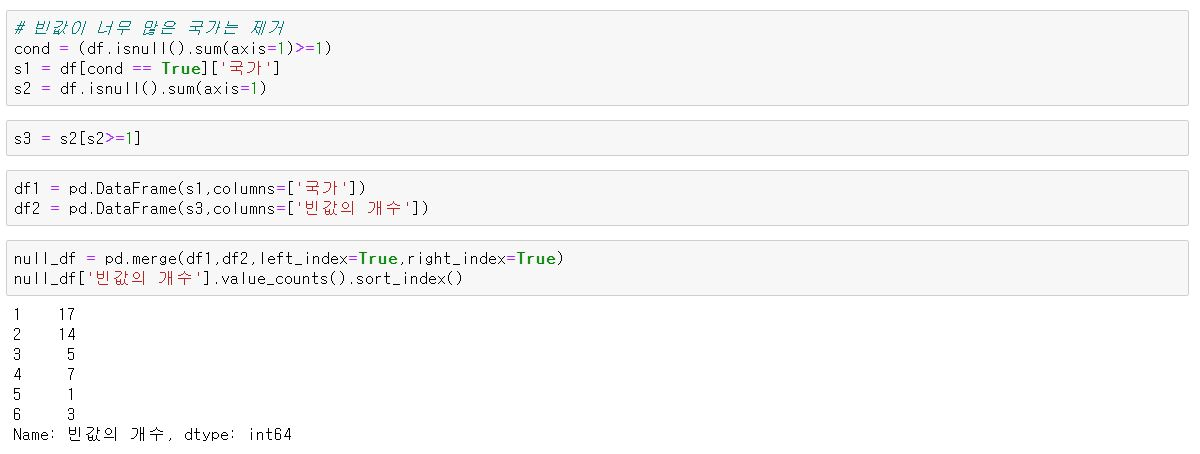 # 빈값이 너무 많은 국가는 제거
cond = (df.isnull().sum(axis=1)>=1)
s1 = df[cond == True]['국가']
s2 = df.isnull().sum(axis=1)
s3 = s2[s2>=1]
df1 = pd.DataFrame(s1,columns=['국가'])
df2 = pd.DataFrame(s3,columns=['빈값의 개수'])
null_df = pd.merge(df1,df2,left_index=True,right_index=True)
null_df['빈값의 개수'].value_counts().sort_index()
1    17
2    14
3     5
4     7
5     1
6     3
Name: 빈값의 개수, dtype: int64